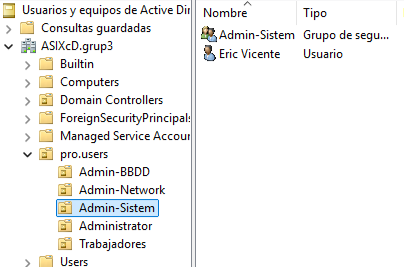 Usuarios y equipos de Active Dir
Consultas guardadas
ASIXcD.grup3
Builtin
Computers
Domain Controllers
ForeignSecurityPrincipals
Managed Service Accour
pro.users
Admin-BBDD
Admin-Network
Admin-Sistem
Administrator
Trabajadores
Users
Nombre Tipo
Admin-Sistem Grupo de segu...
Eric Vicente Usuario